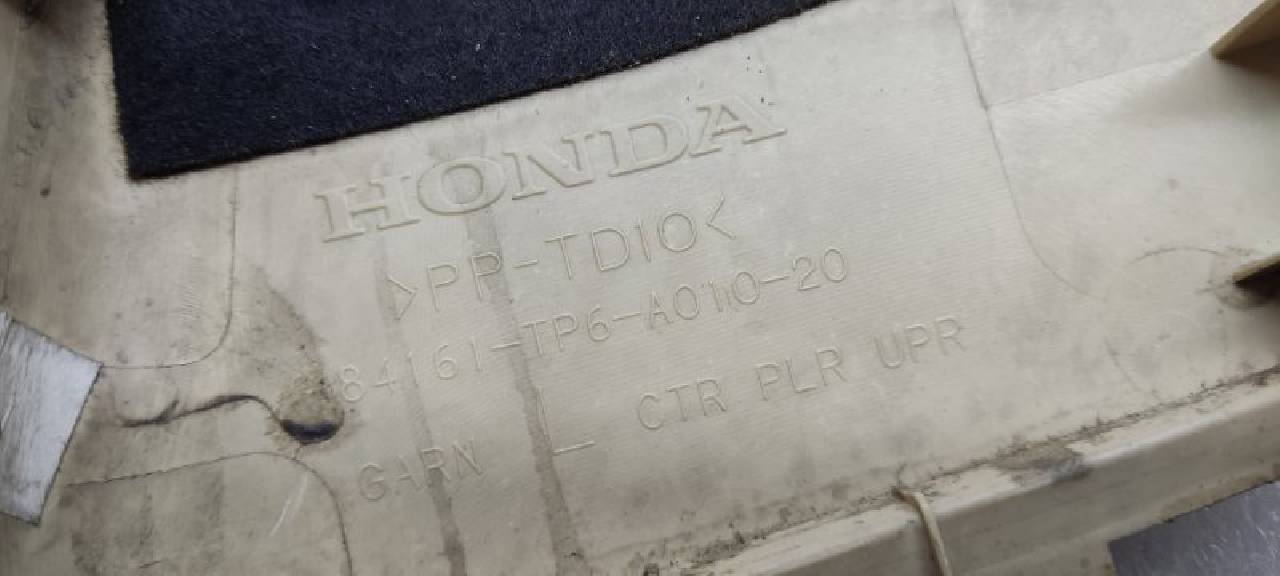 HONDA
>PP-TD10<
84161-TP6-A010-20
GARN L CTR PLR UPR